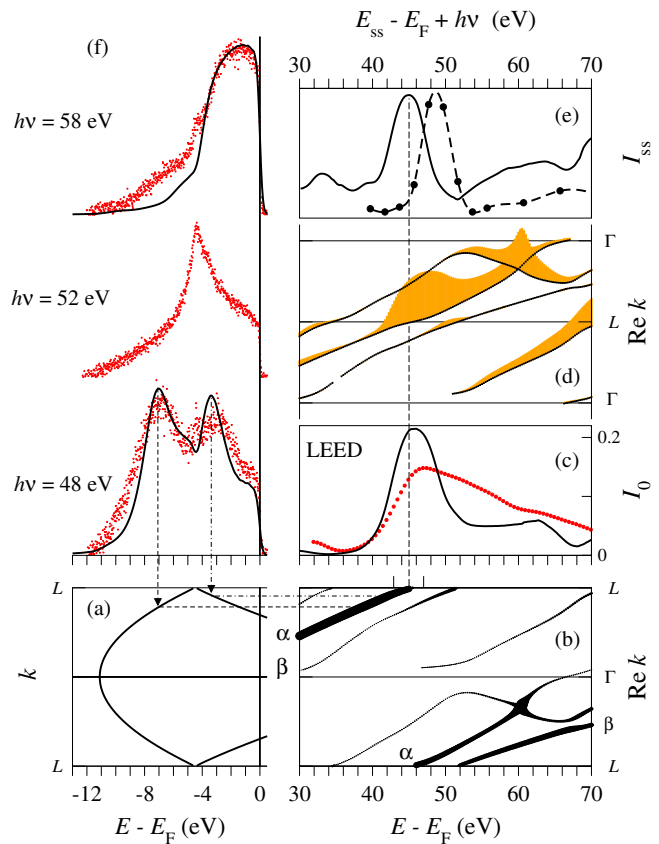 E_ss - E_F + hν (eV)
30 40 50 60 70
(f)
hν = 58 eV
(e)
I_ss
hν = 52 eV
Γ
L
Γ
Re k
(d)
hν = 48 eV
LEED
(c)
0.2
0
I_0
L
L
(a)
α
β
(b)
k
Γ
Re k
β
α
L
L
-12 -8 -4 0
30 40 50 60 70
E - E_F (eV)
E - E_F (eV)